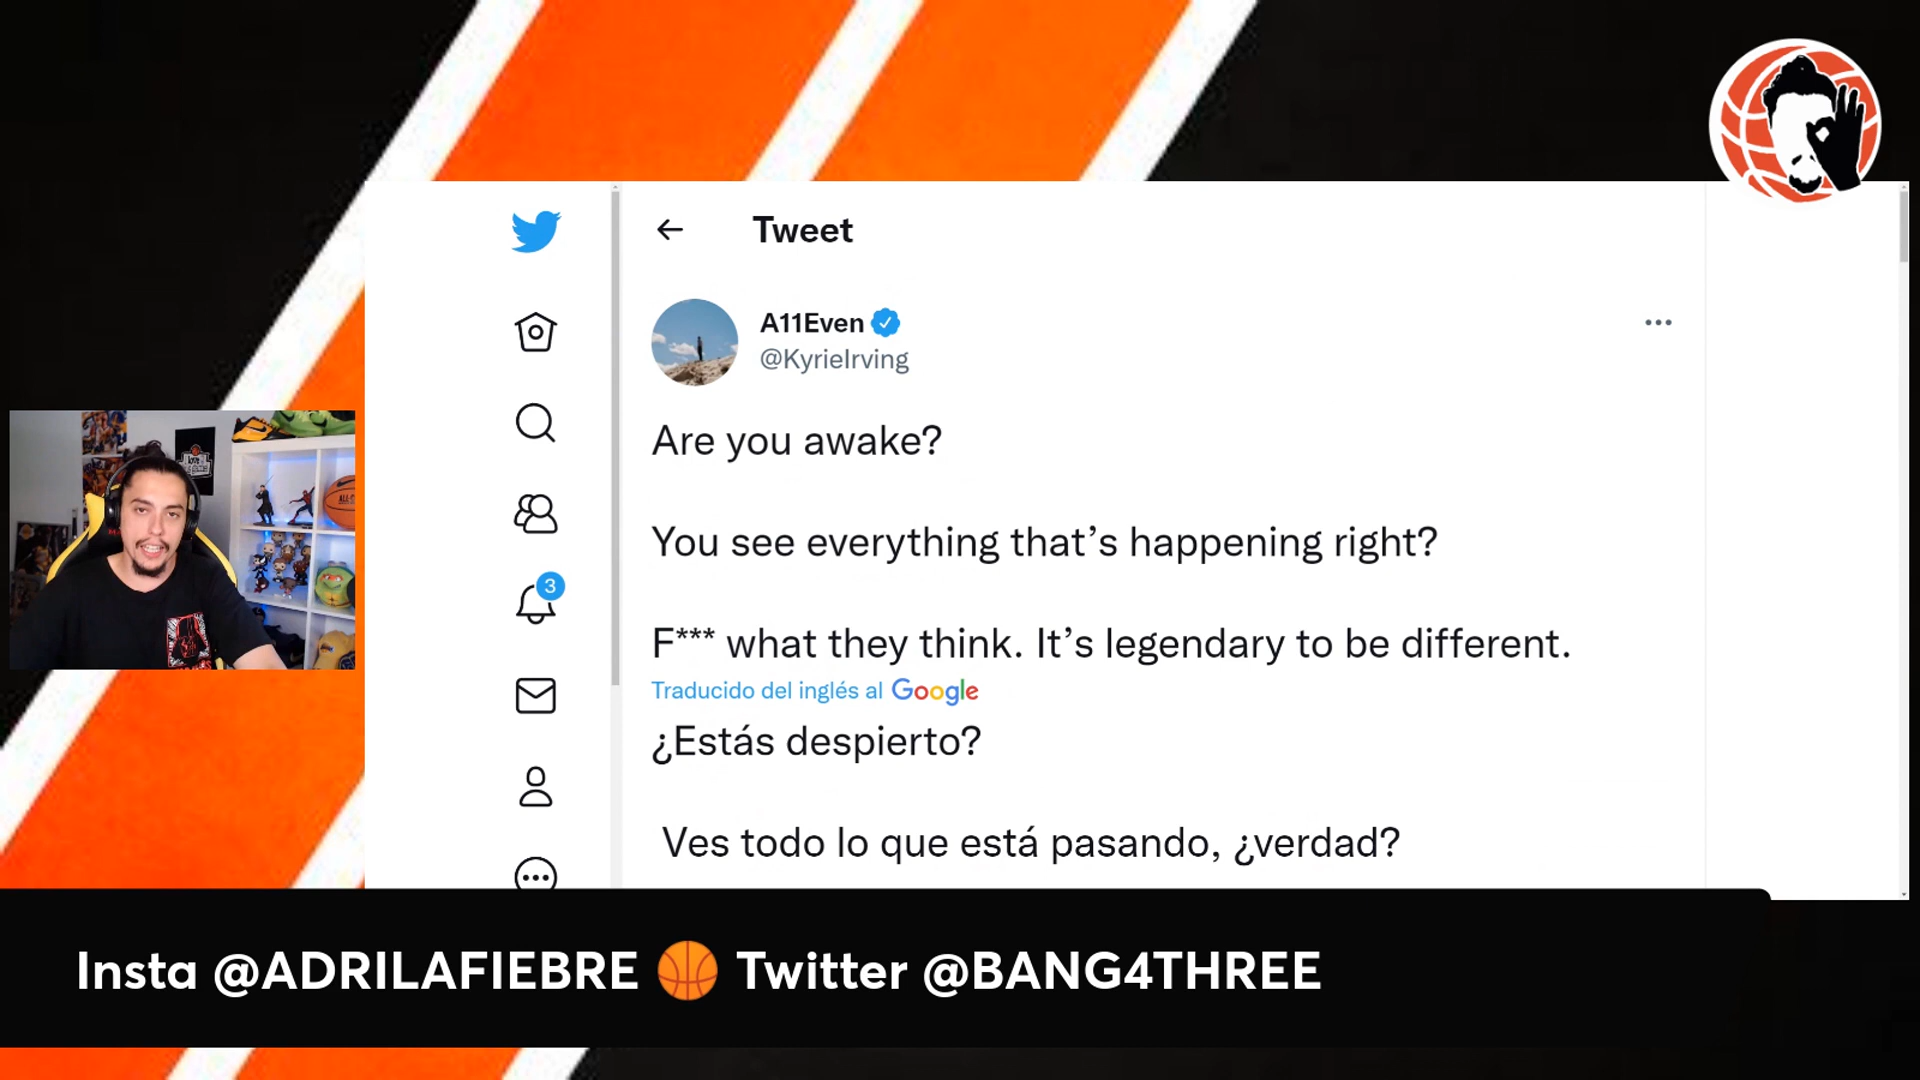 Tweet
A11Even
@KyrieIrving
Are you awake?
You see everything that’s happening right?
3
F*** what they think. It’s legendary to be different.
Traducido del inglés al Google
¿Estás despierto?
Ves todo lo que está pasando, ¿verdad?
Insta @ADRILAFIEBRE 🏀 Twitter @BANG4THREE